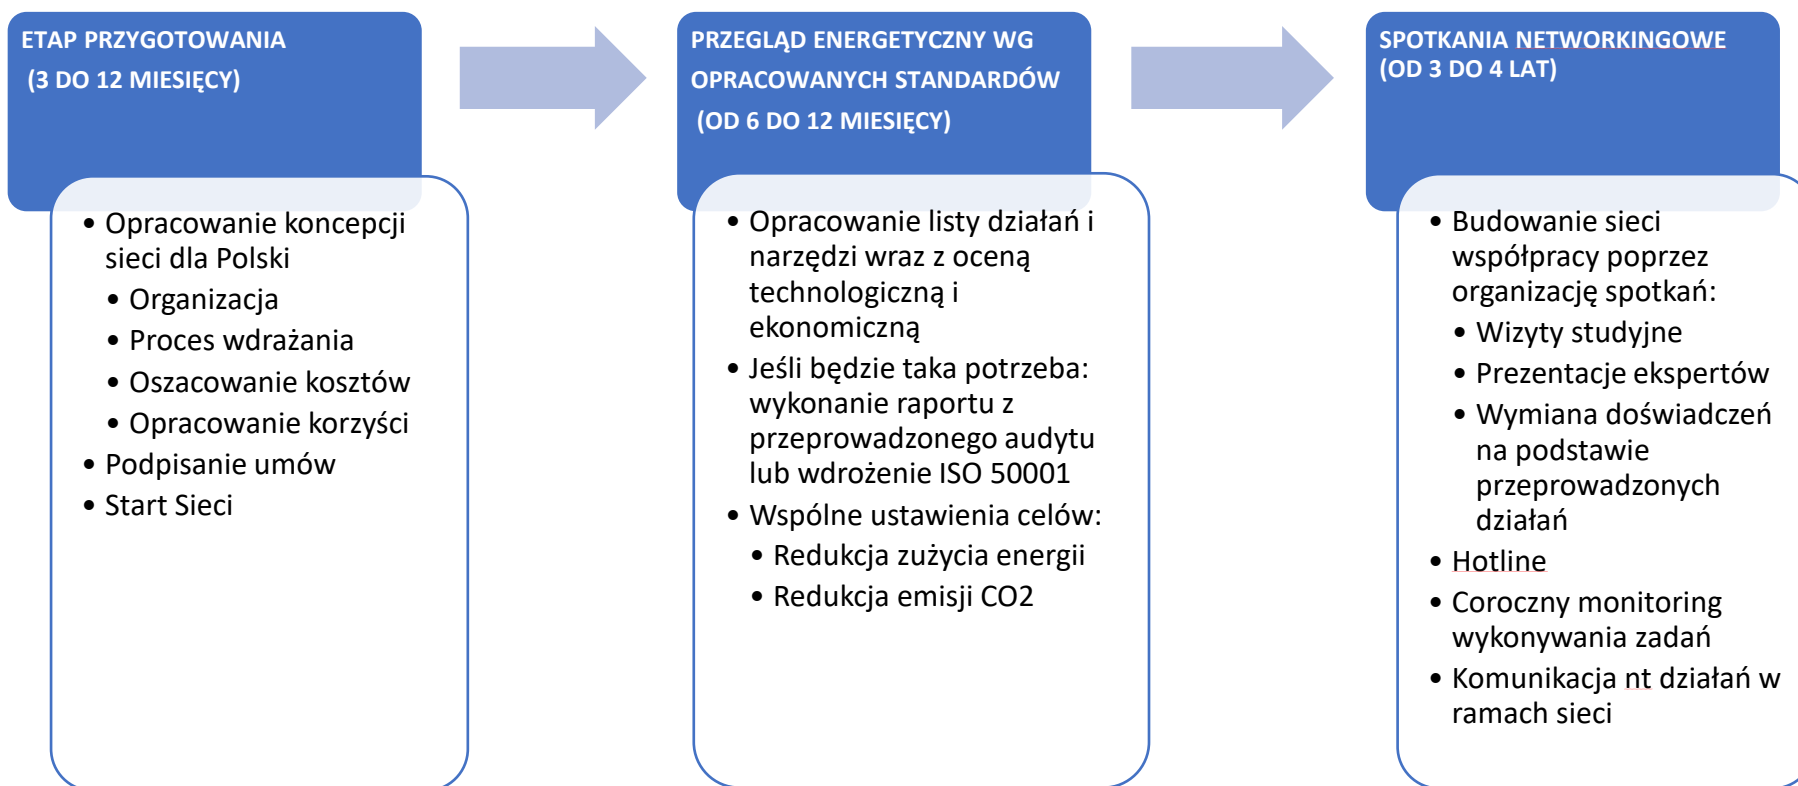 ETAP PRZYGOTOWANIA
(3 DO 12 MIESIĘCY)
• Opracowanie koncepcji
sieci dla Polski
• Organizacja
• Proces wdrażania
• Oszacowanie kosztów
• Opracowanie korzyści
• Podpisanie umów
• Start Sieci
PRZEGLĄD ENERGETYCZNY WG
OPRACOWANYCH STANDARDÓW
(OD 6 DO 12 MIESIĘCY)
• Opracowanie listy działań i
narzędzi wraz z oceną
technologiczną i
ekonomiczną
• Jeśli będzie taka potrzeba:
wykonanie raportu z
przeprowadzonego audytu
lub wdrożenie ISO 50001
• Wspólne ustawienia celów:
• Redukcja zużycia energii
• Redukcja emisji CO2
SPOTKANIA NETWORKINGOWE
(OD 3 DO 4 LAT)
• Budowanie sieci
współpracy poprzez
organizację spotkań:
• Wizyty studyjne
• Prezentacje ekspertów
• Wymiana doświadczeń
na podstawie
przeprowadzonych
działań
• Hotline
• Coroczny monitoring
wykonywania zadań
• Komunikacja nt działań w
ramach sieci